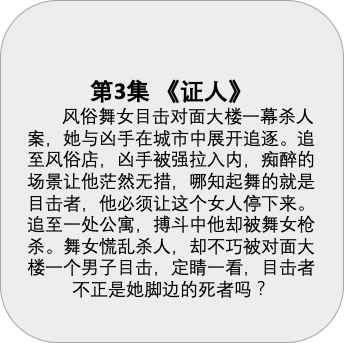 第3集 《证人》
风俗舞女目击对面大楼一幕杀人
案，她与凶手在城市中展开追逐。追
至风俗店，凶手被强拉入内，痴醉的
场景让他茫然无措，哪知起舞的就是
目击者，他必须让这个女人停下来。
追至一处公寓，搏斗中他却被舞女枪
杀。舞女慌乱杀人，却不巧被对面大
楼一个男子目击，定睛一看，目击者
不正是她脚边的死者吗？